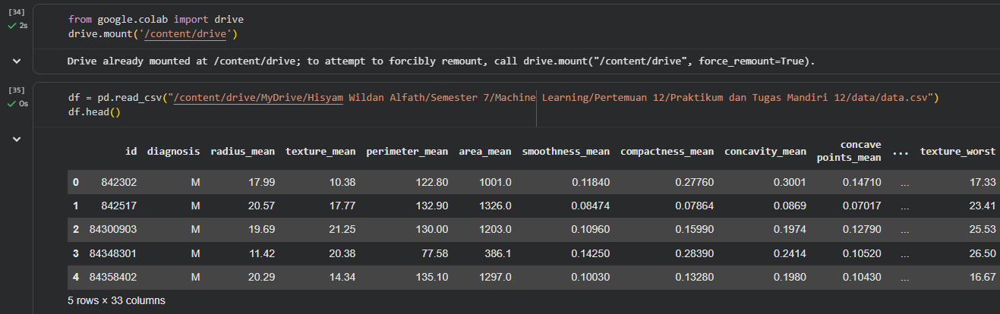 [34]
2s
from google.colab import drive
drive.mount('/content/drive')
Drive already mounted at /content/drive; to attempt to forcibly remount, call drive.mount("/content/drive", force_remount=True).
[35]
0s
df = pd.read_csv("/content/drive/MyDrive/Hisyam Wildan Alfath/Semester 7/Machine Learning/Pertemuan 12/Praktikum dan Tugas Mandiri 12/data/data.csv")
df.head()
id diagnosis radius_mean texture_mean perimeter_mean area_mean smoothness_mean compactness_mean concavity_mean concave points_mean ... texture_worst
0 842302 M 17.99 10.38 122.80 1001.0 0.11840 0.27760 0.3001 0.14710 ... 17.33
1 842517 M 20.57 17.77 132.90 1326.0 0.08474 0.07864 0.0869 0.07017 ... 23.41
2 84300903 M 19.69 21.25 130.00 1203.0 0.10960 0.15990 0.1974 0.12790 ... 25.53
3 84348301 M 11.42 20.38 77.58 386.1 0.14250 0.28390 0.2414 0.10520 ... 26.50
4 84358402 M 20.29 14.34 135.10 1297.0 0.10030 0.13280 0.1980 0.10430 ... 16.67
5 rows × 33 columns